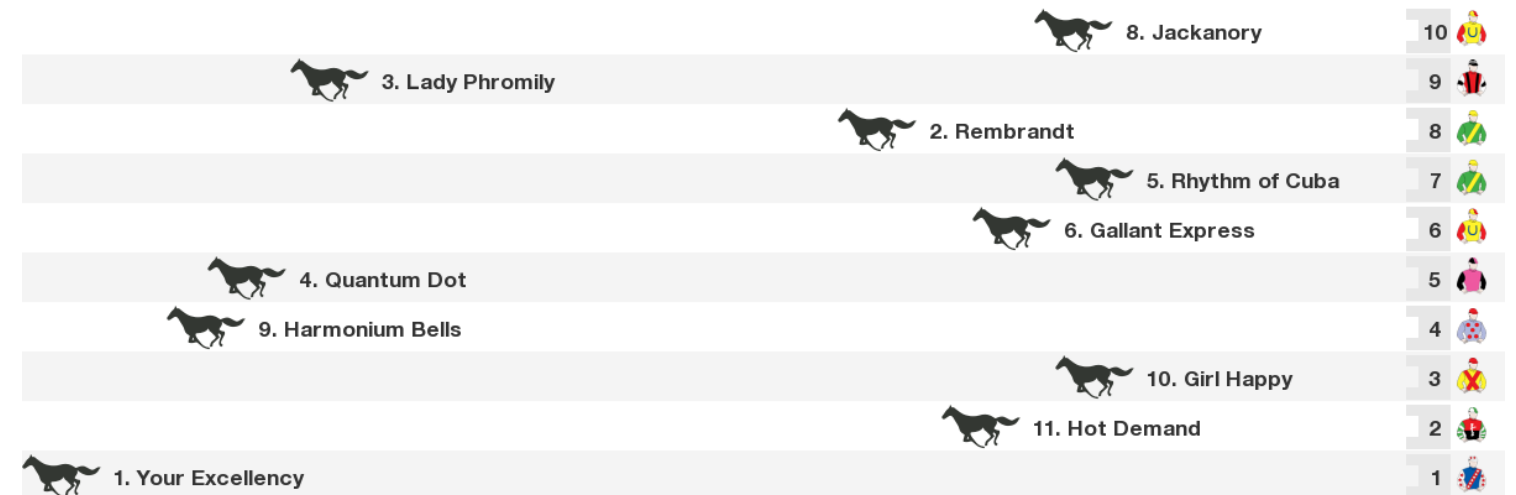 8. Jackanory 10
3. Lady Phromily 9
2. Rembrandt 8
5. Rhythm of Cuba 7
6. Gallant Express 6
4. Quantum Dot 5
9. Harmonium Bells 4
10. Girl Happy 3
11. Hot Demand 2
1. Your Excellency 1